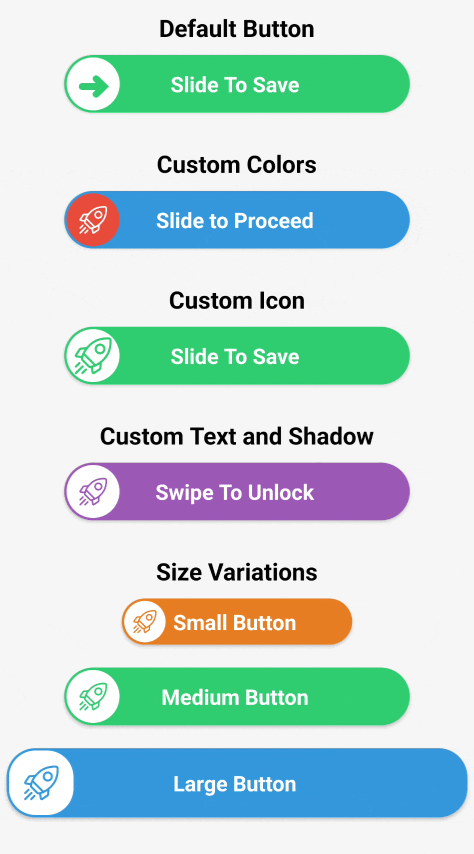 Default Button
Slide To Save
Custom Colors
Slide to Proceed
Custom Icon
Slide To Save
Custom Text and Shadow
Swipe To Unlock
Size Variations
Small Button
Medium Button
Large Button